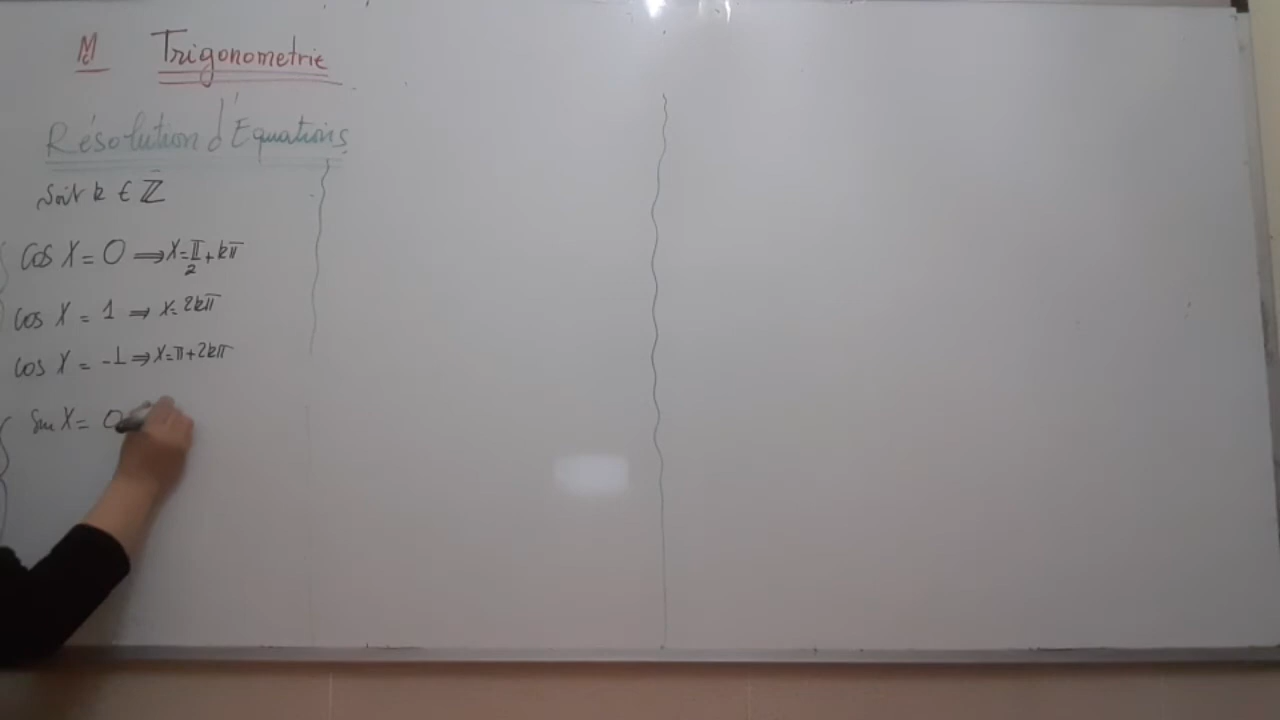 Trigonometrie
Résolution d'Equations
Soit k ∈ ℤ
Cos X = 0 ⟹ X = π/2 + kπ
Cos X = 1 ⟹ X = 2kπ
Cos X = -1 ⟹ X = π + 2kπ
Sin X = 0